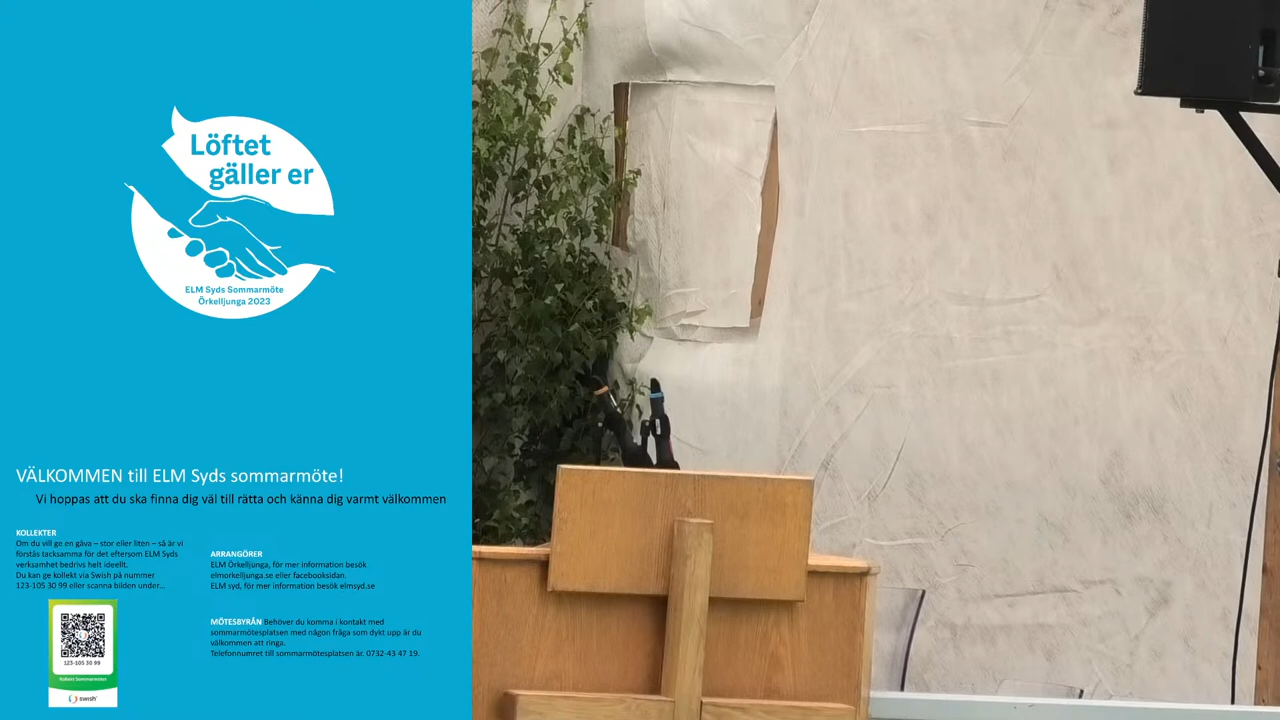 Löftet
gäller er
ELM Syds Sommarmöte
Örkelljunga 2023
VÄLKOMMEN till ELM Syds sommarmöte!
Vi hoppas att du ska finna dig väl till rätta och känna dig varmt välkommen
KOLLEKTER
Om du vill ge en gåva – stor eller liten – så är vi
förstås tacksamma för det eftersom ELM Syds
verksamhet bedrivs helt ideellt.
Du kan ge kollekt via Swish på nummer
123-105 30 99 eller scanna bilden under...
123-105 30 99
Kollekt Sommarmötet
swish
ARRANGÖRER
ELM Örkelljunga, för mer information besök
elmorkelljunga.se eller facebooksidan.
ELM syd, för mer information besök elmsyd.se
MÖTESBYRÅN Behöver du komma i kontakt med
sommarmötesplatsen med någon fråga som dykt upp är du
välkommen att ringa.
Telefonnumret till sommarmötesplatsen är. 0732-43 47 19.